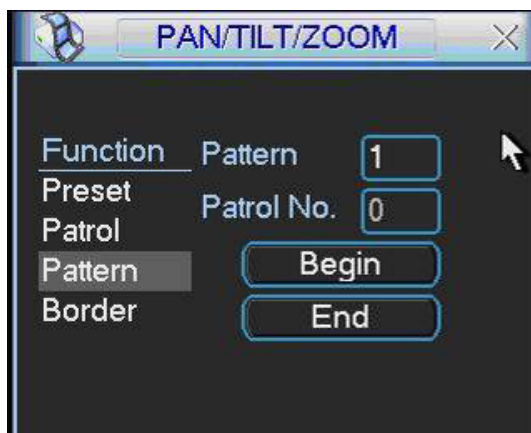 PAN/TILT/ZOOM
Function
Preset
Patrol
Pattern
Border
Pattern 1
Patrol No. 0
Begin
End